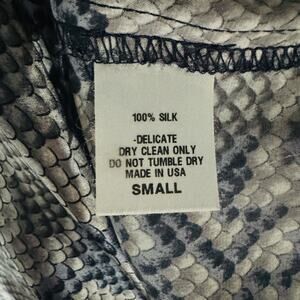 100% SILK
-DELICATE
DRY CLEAN ONLY
DO NOT TUMBLE DRY
MADE IN USA
SMALL